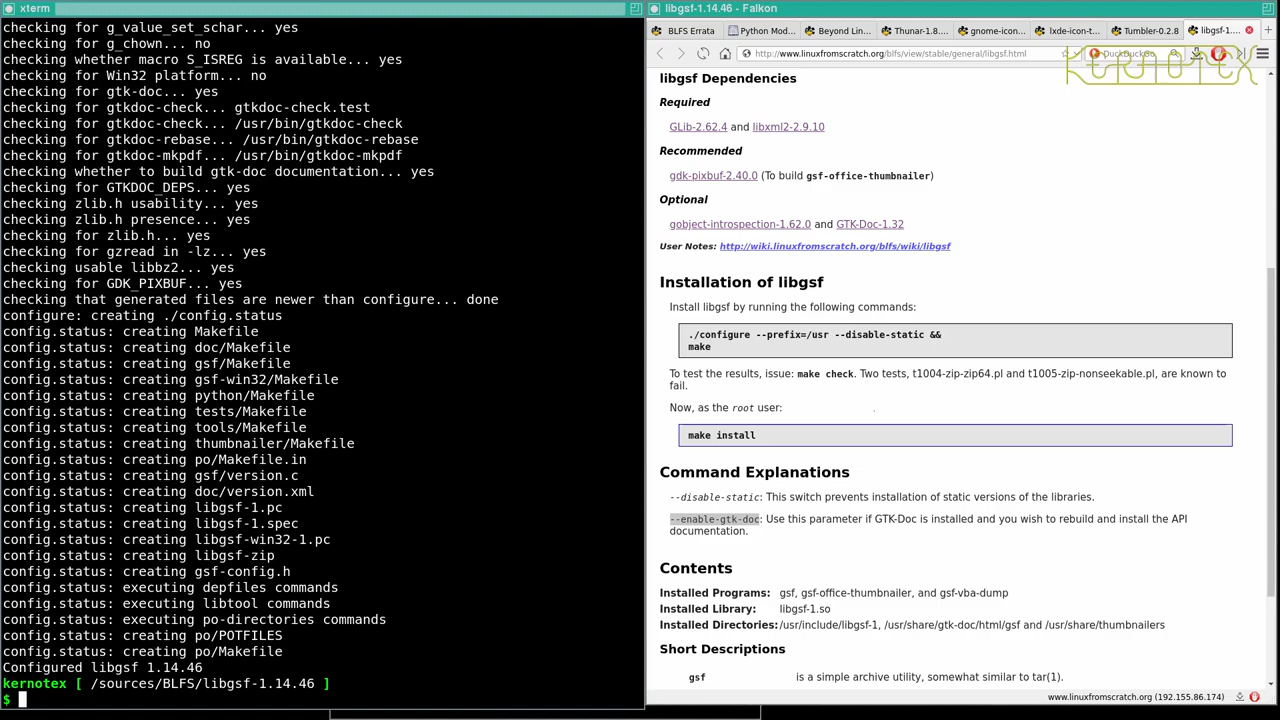 xterm
checking for g_value_set_schar... yes
checking for g_chown... no
checking whether macro S_ISREG is available... yes
checking for Win32 platform... no
checking for gtk-doc... yes
checking for gtkdoc-check... gtkdoc-check.test
checking for gtkdoc-check... /usr/bin/gtkdoc-check
checking for gtkdoc-rebase... /usr/bin/gtkdoc-rebase
checking for gtkdoc-mkpdf... /usr/bin/gtkdoc-mkpdf
checking whether to build gtk-doc documentation... yes
checking for GTKDOC_DEPS... yes
checking zlib.h usability... yes
checking zlib.h presence... yes
checking for zlib.h... yes
checking for gzread in -lz... yes
checking usable libbz2... yes
checking for GDK_PIXBUF... yes
checking that generated files are newer than configure... done
configure: creating ./config.status
config.status: creating Makefile
config.status: creating doc/Makefile
config.status: creating gsf/Makefile
config.status: creating gsf-win32/Makefile
config.status: creating python/Makefile
config.status: creating tests/Makefile
config.status: creating tools/Makefile
config.status: creating thumbnailer/Makefile
config.status: creating po/Makefile.in
config.status: creating gsf/version.c
config.status: creating doc/version.xml
config.status: creating libgsf-1.pc
config.status: creating libgsf-1.spec
config.status: creating libgsf-win32-1.pc
config.status: creating libgsf-zip
config.status: creating gsf-config.h
config.status: executing depfiles commands
config.status: executing libtool commands
config.status: executing po-directories commands
config.status: creating po/POTFILES
config.status: creating po/Makefile
Configured libgsf 1.14.46
kernotex [ /sources/BLFS/libgsf-1.14.46 ]
$
libgsf-1.14.46 - Falkon
BLFS Errata
Python Mod...
Beyond Lin...
Thunar-1.8....
gnome-icon...
lxde-icon-t...
Tumbler-0.2.8
libgsf-1....
http://www.linuxfromscratch.org/blfs/view/stable/general/libgsf.html
DuckDuckGo
KERNOTEX
libgsf Dependencies
Required
GLib-2.62.4 and libxml2-2.9.10
Recommended
gdk-pixbuf-2.40.0 (To build gsf-office-thumbnailer)
Optional
gobject-introspection-1.62.0 and GTK-Doc-1.32
User Notes: http://wiki.linuxfromscratch.org/blfs/wiki/libgsf
Installation of libgsf
Install libgsf by running the following commands:
./configure --prefix=/usr --disable-static &&
make
To test the results, issue: make check. Two tests, t1004-zip-zip64.pl and t1005-zip-nonseekable.pl, are known to
fail.
Now, as the root user:
make install
Command Explanations
--disable-static: This switch prevents installation of static versions of the libraries.
--enable-gtk-doc: Use this parameter if GTK-Doc is installed and you wish to rebuild and install the API
documentation.
Contents
Installed Programs: gsf, gsf-office-thumbnailer, and gsf-vba-dump
Installed Library: libgsf-1.so
Installed Directories: /usr/include/libgsf-1, /usr/share/gtk-doc/html/gsf and /usr/share/thumbnailers
Short Descriptions
gsf is a simple archive utility, somewhat similar to tar(1).
www.linuxfromscratch.org (192.155.86.174)